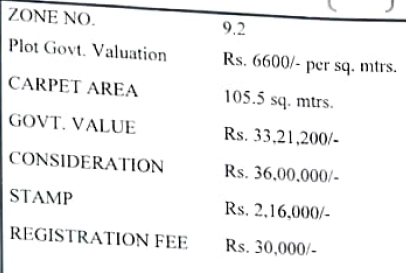 ZONE NO. 9.2
Plot Govt. Valuation Rs. 6600/- per sq. mtrs.
CARPET AREA 105.5 sq. mtrs.
GOVT. VALUE Rs. 33,21,200/-
CONSIDERATION Rs. 36,00,000/-
STAMP Rs. 2,16,000/-
REGISTRATION FEE Rs. 30,000/-